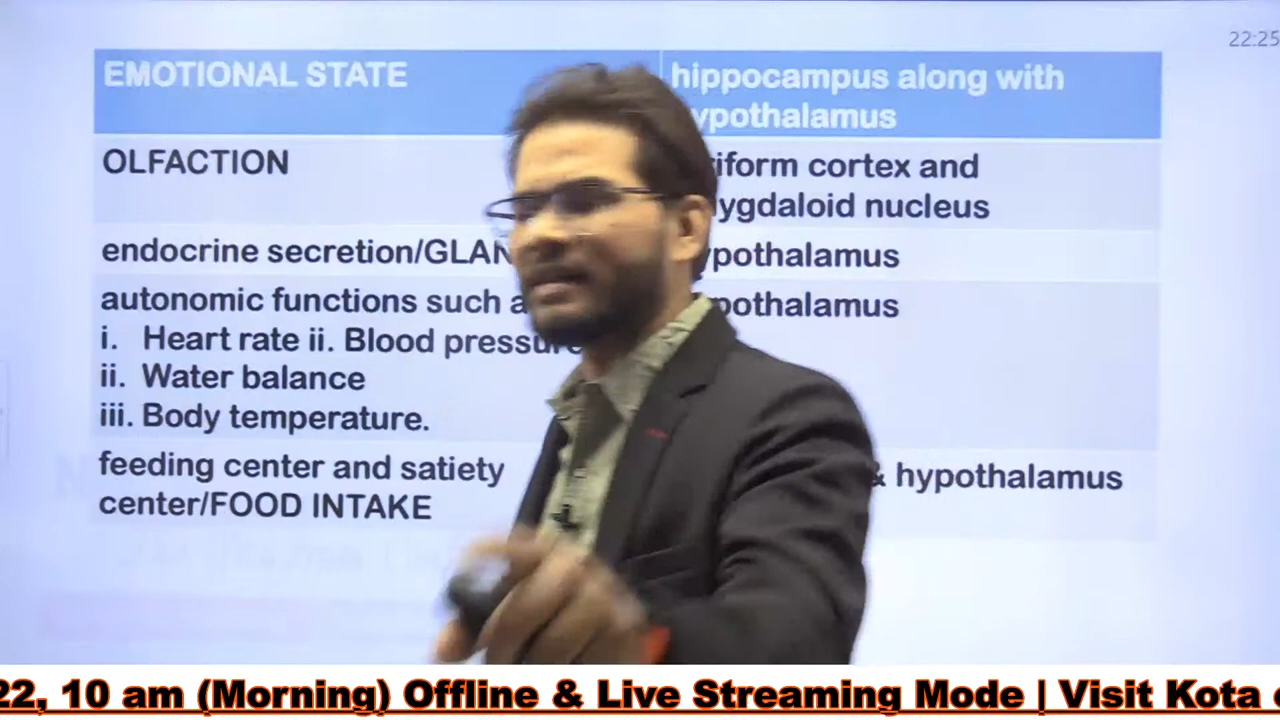 22:25
EMOTIONAL STATE
hippocampus along with
ypothalamus
OLFACTION
iform cortex and
ygdaloid nucleus
endocrine secretion/GLAN
ypothalamus
autonomic functions such a
pothalamus
i. Heart rate ii. Blood pressure
ii. Water balance
iii. Body temperature.
feeding center and satiety
center/FOOD INTAKE
& hypothalamus
22, 10 am (Morning) Offline & Live Streaming Mode | Visit Kota